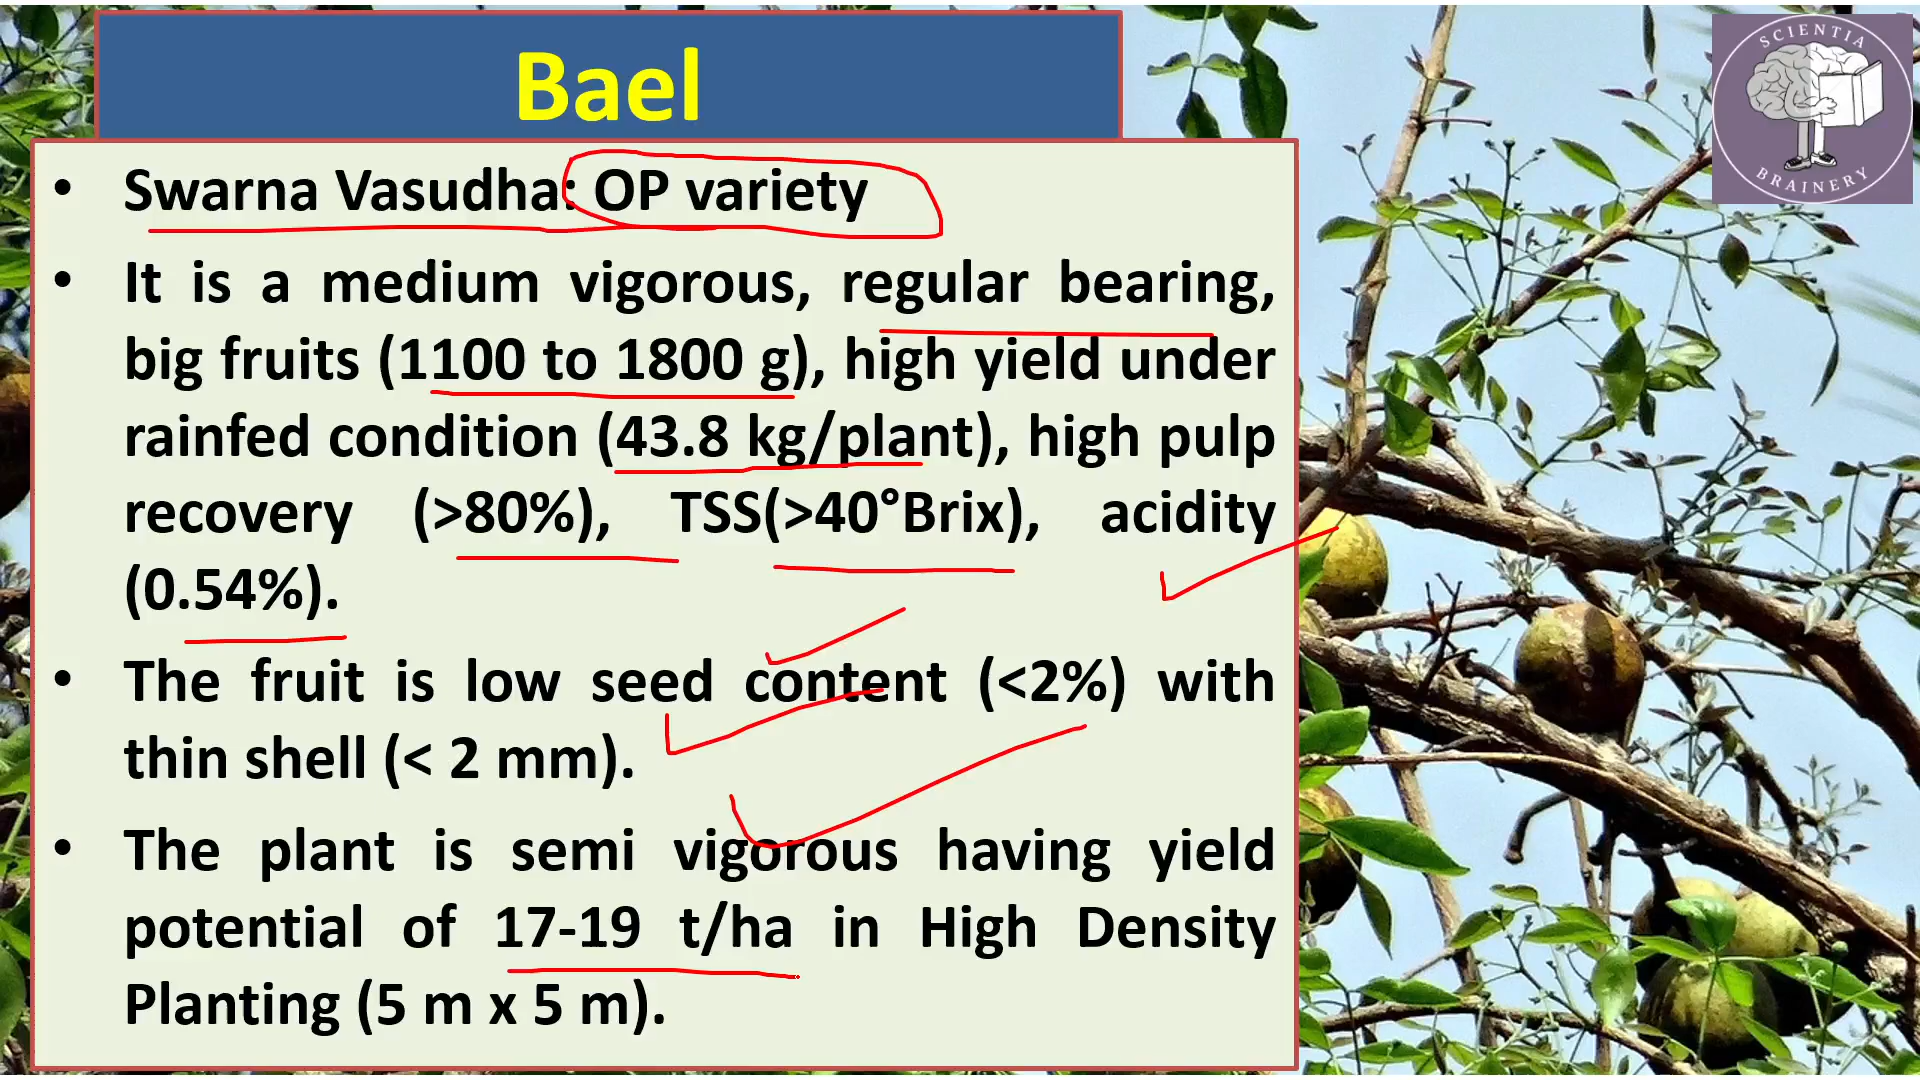 Bael
SCIENTIA
BRAINERY
• Swarna Vasudha: OP variety
• It is a medium vigorous, regular bearing,
big fruits (1100 to 1800 g), high yield under
rainfed condition (43.8 kg/plant), high pulp
recovery (>80%), TSS(>40°Brix), acidity
(0.54%).
• The fruit is low seed content (<2%) with
thin shell (< 2 mm).
• The plant is semi vigorous having yield
potential of 17-19 t/ha in High Density
Planting (5 m x 5 m).